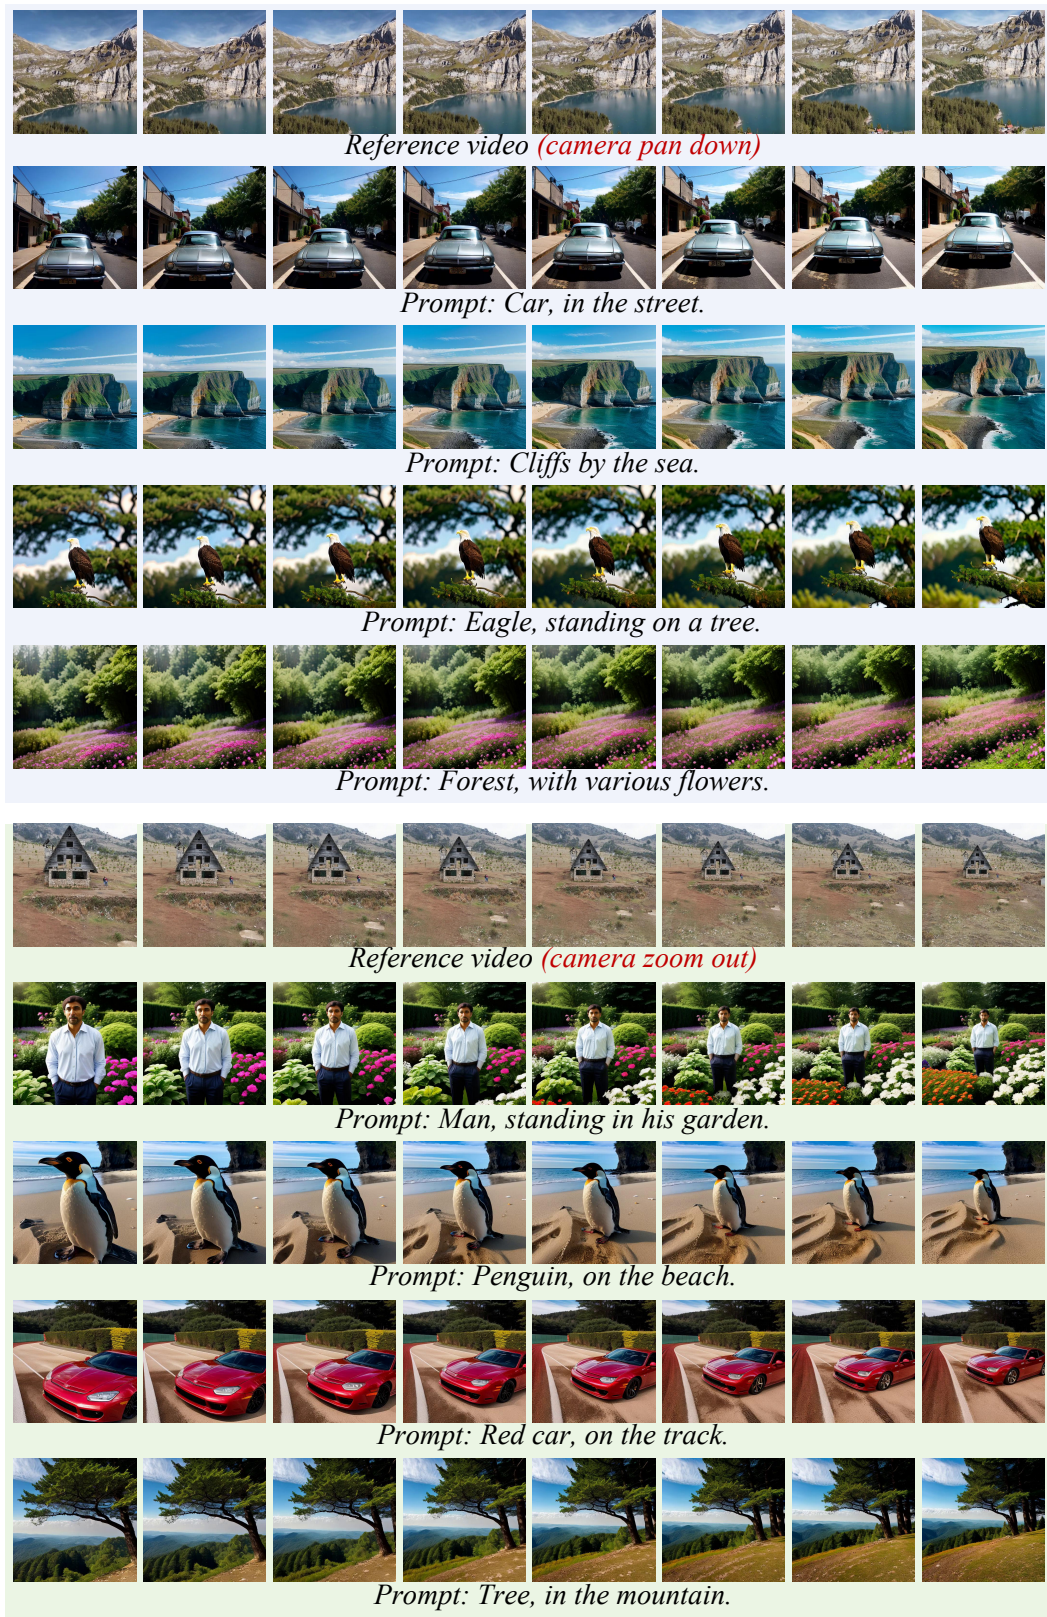 Reference video (camera pan down)
Prompt: Car, in the street.
Prompt: Cliffs by the sea.
Prompt: Eagle, standing on a tree.
Prompt: Forest, with various flowers.
Reference video (camera zoom out)
Prompt: Man, standing in his garden.
Prompt: Penguin, on the beach.
Prompt: Red car, on the track.
Prompt: Tree, in the mountain.